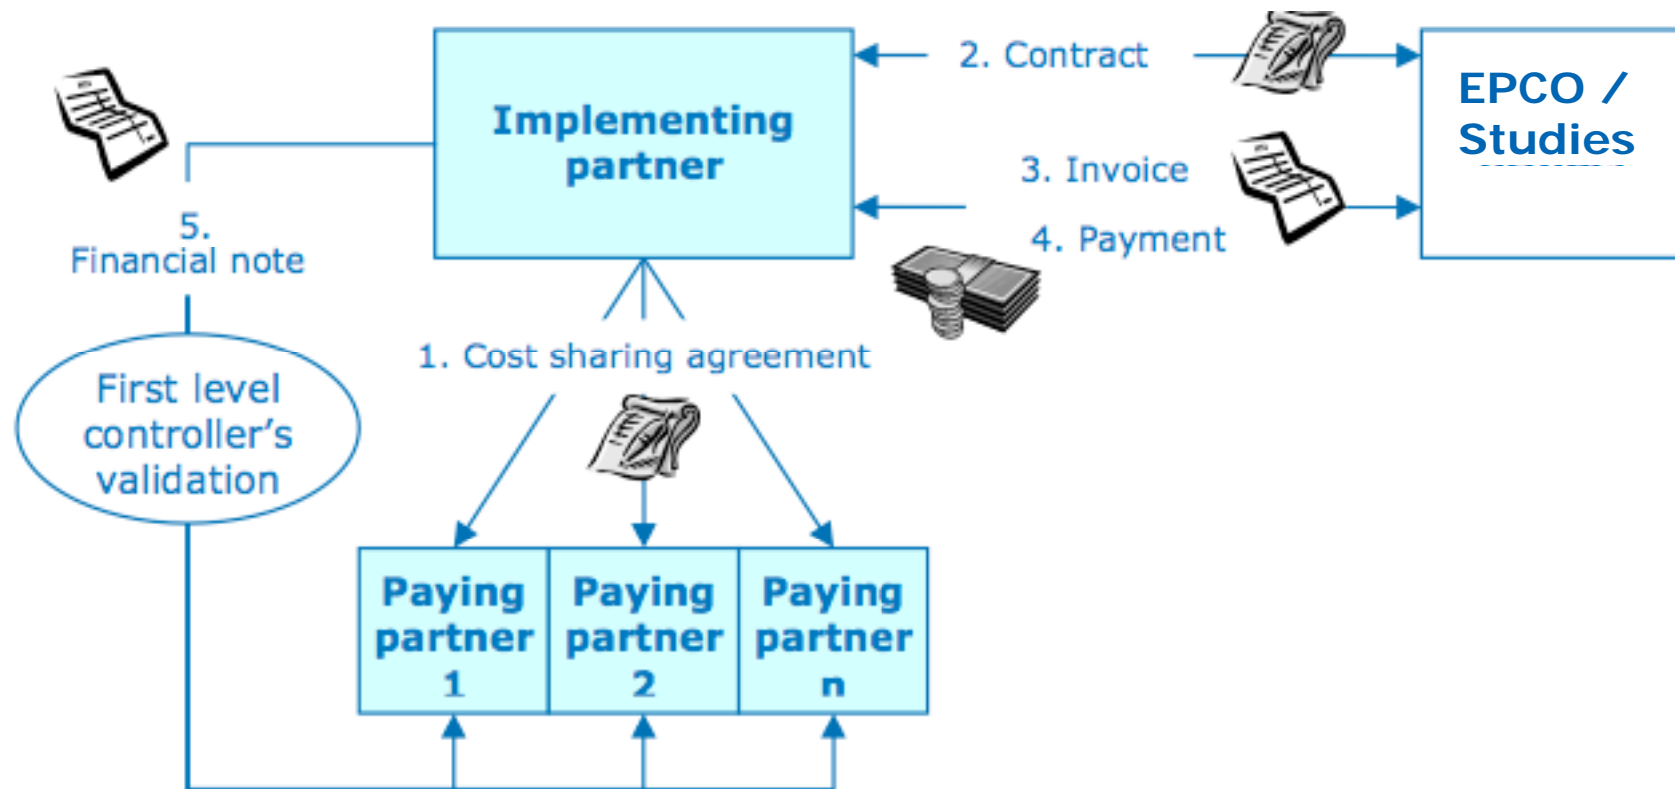 2. Contract
EPCO /
Studies
Implementing
partner
3. Invoice
4. Payment
5.
Financial note
1. Cost sharing agreement
First level
controller's
validation
Paying
partner
1
Paying
partner
2
Paying
partner
n